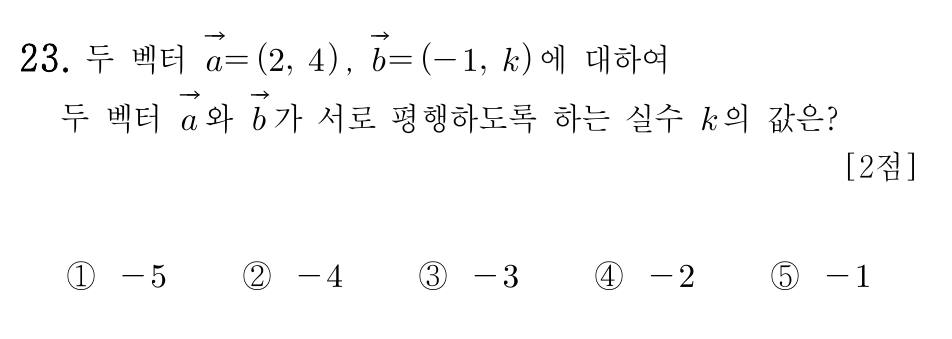 23. 두 벡터 $\vec{a}=(2, 4)$, $\vec{b}=(-1, k)$에 대하여
두 벡터 $\vec{a}$와 $\vec{b}$가 서로 평행하도록 하는 실수 $k$의 값은?
[2점]
① −5 ② −4 ③ −3 ④ −2 ⑤ −1